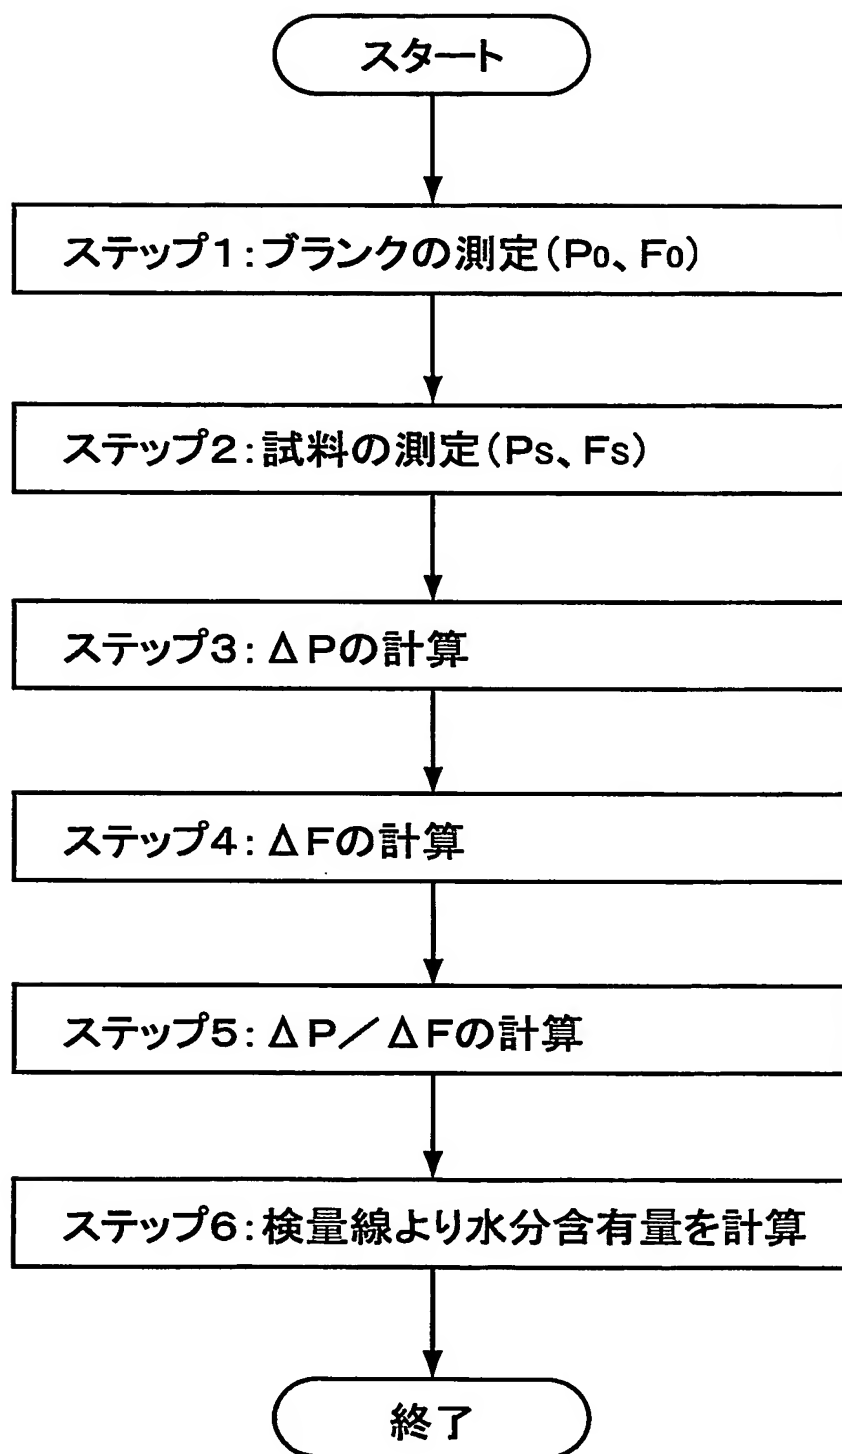 スタート
ステップ1：ブランクの測定(P0、F0)
ステップ2：試料の測定(Ps、Fs)
ステップ3：ΔPの計算
ステップ4：ΔFの計算
ステップ5：ΔP／ΔFの計算
ステップ6：検量線より水分含有量を計算
終了